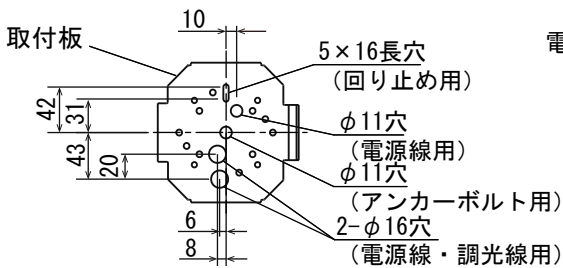 10
取付板
電
5×16長穴
(回り止め用)
42
31
φ11穴
(電源線用)
43
20
φ11穴
(アンカーボルト用)
6
2-φ16穴
8
(電源線・調光線用)